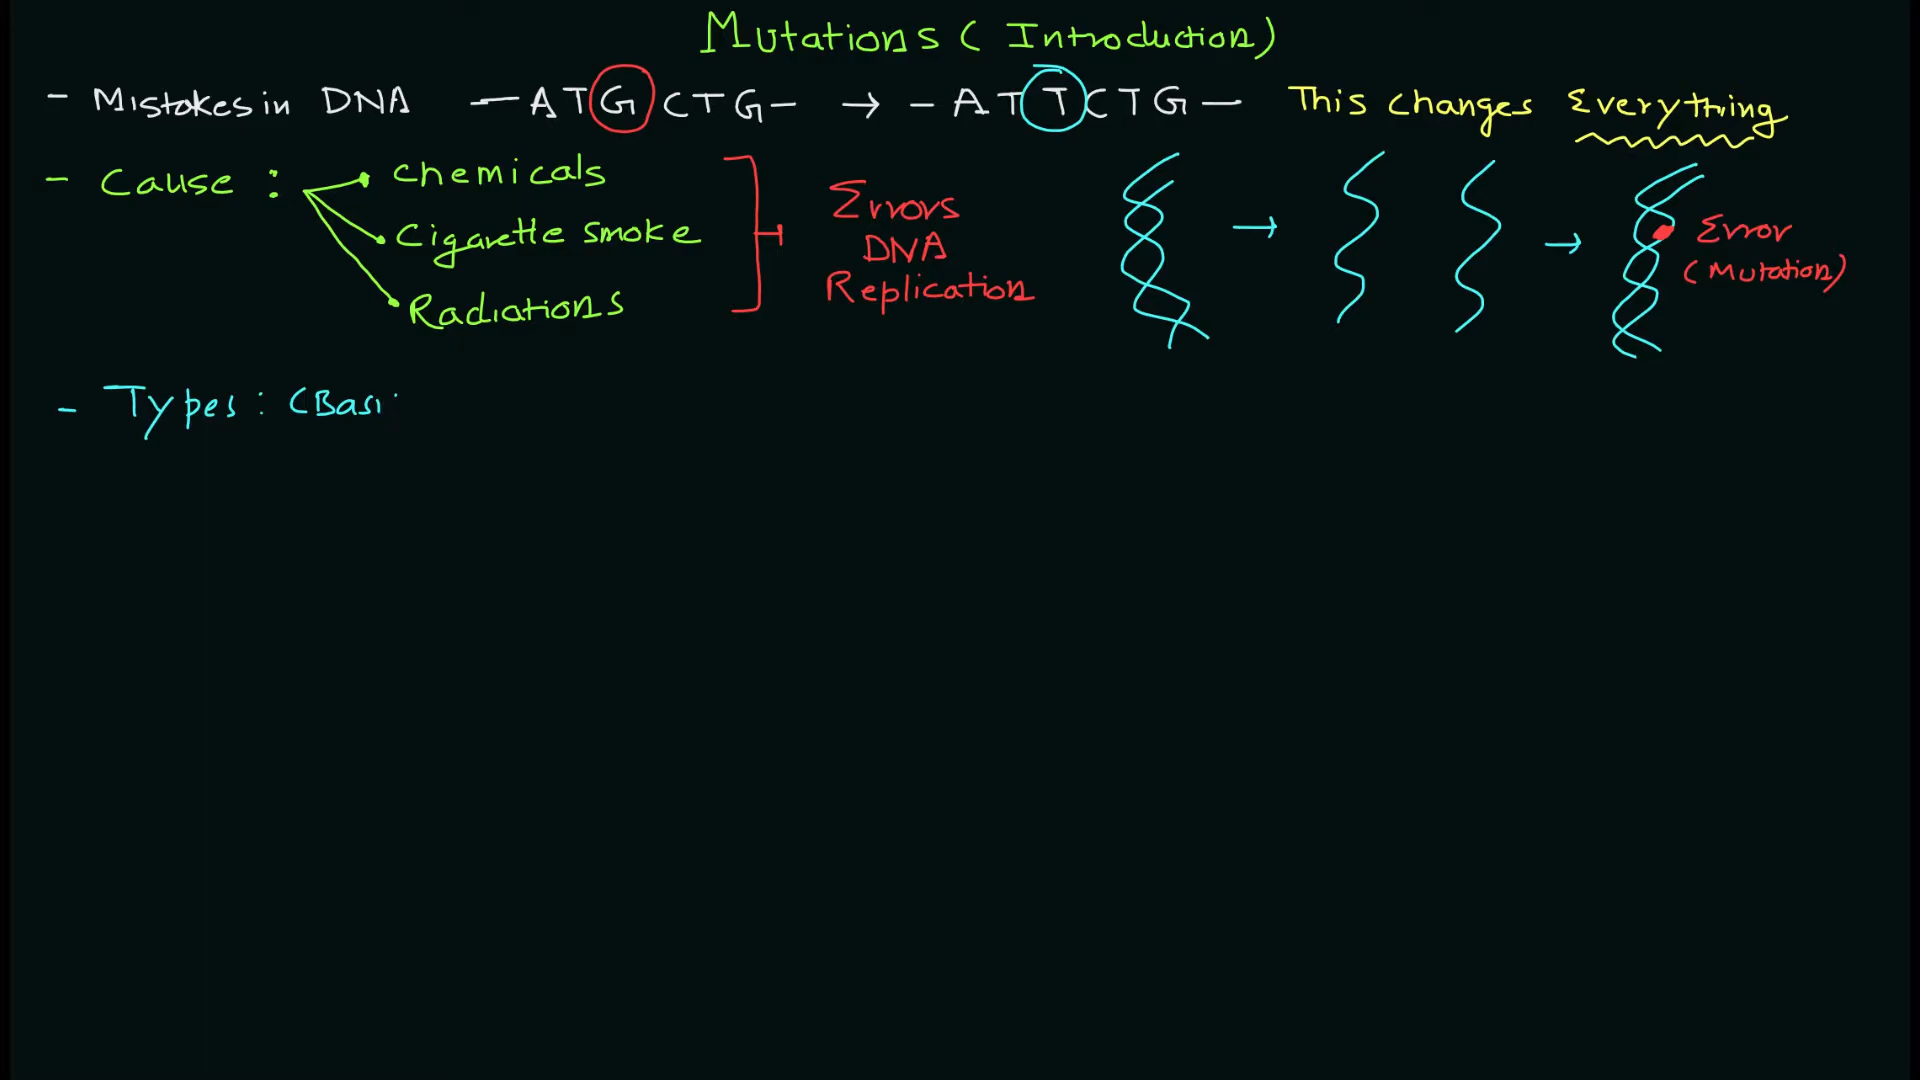 Mutations (Introduction)
- Mistakes in DNA — ATGCTG - → - ATTCTG — This changes Everything
- Cause : chemicals
Cigarette smoke
Radiations
Errors
DNA
Replication
Error
(Mutation)
- Types : (Basi